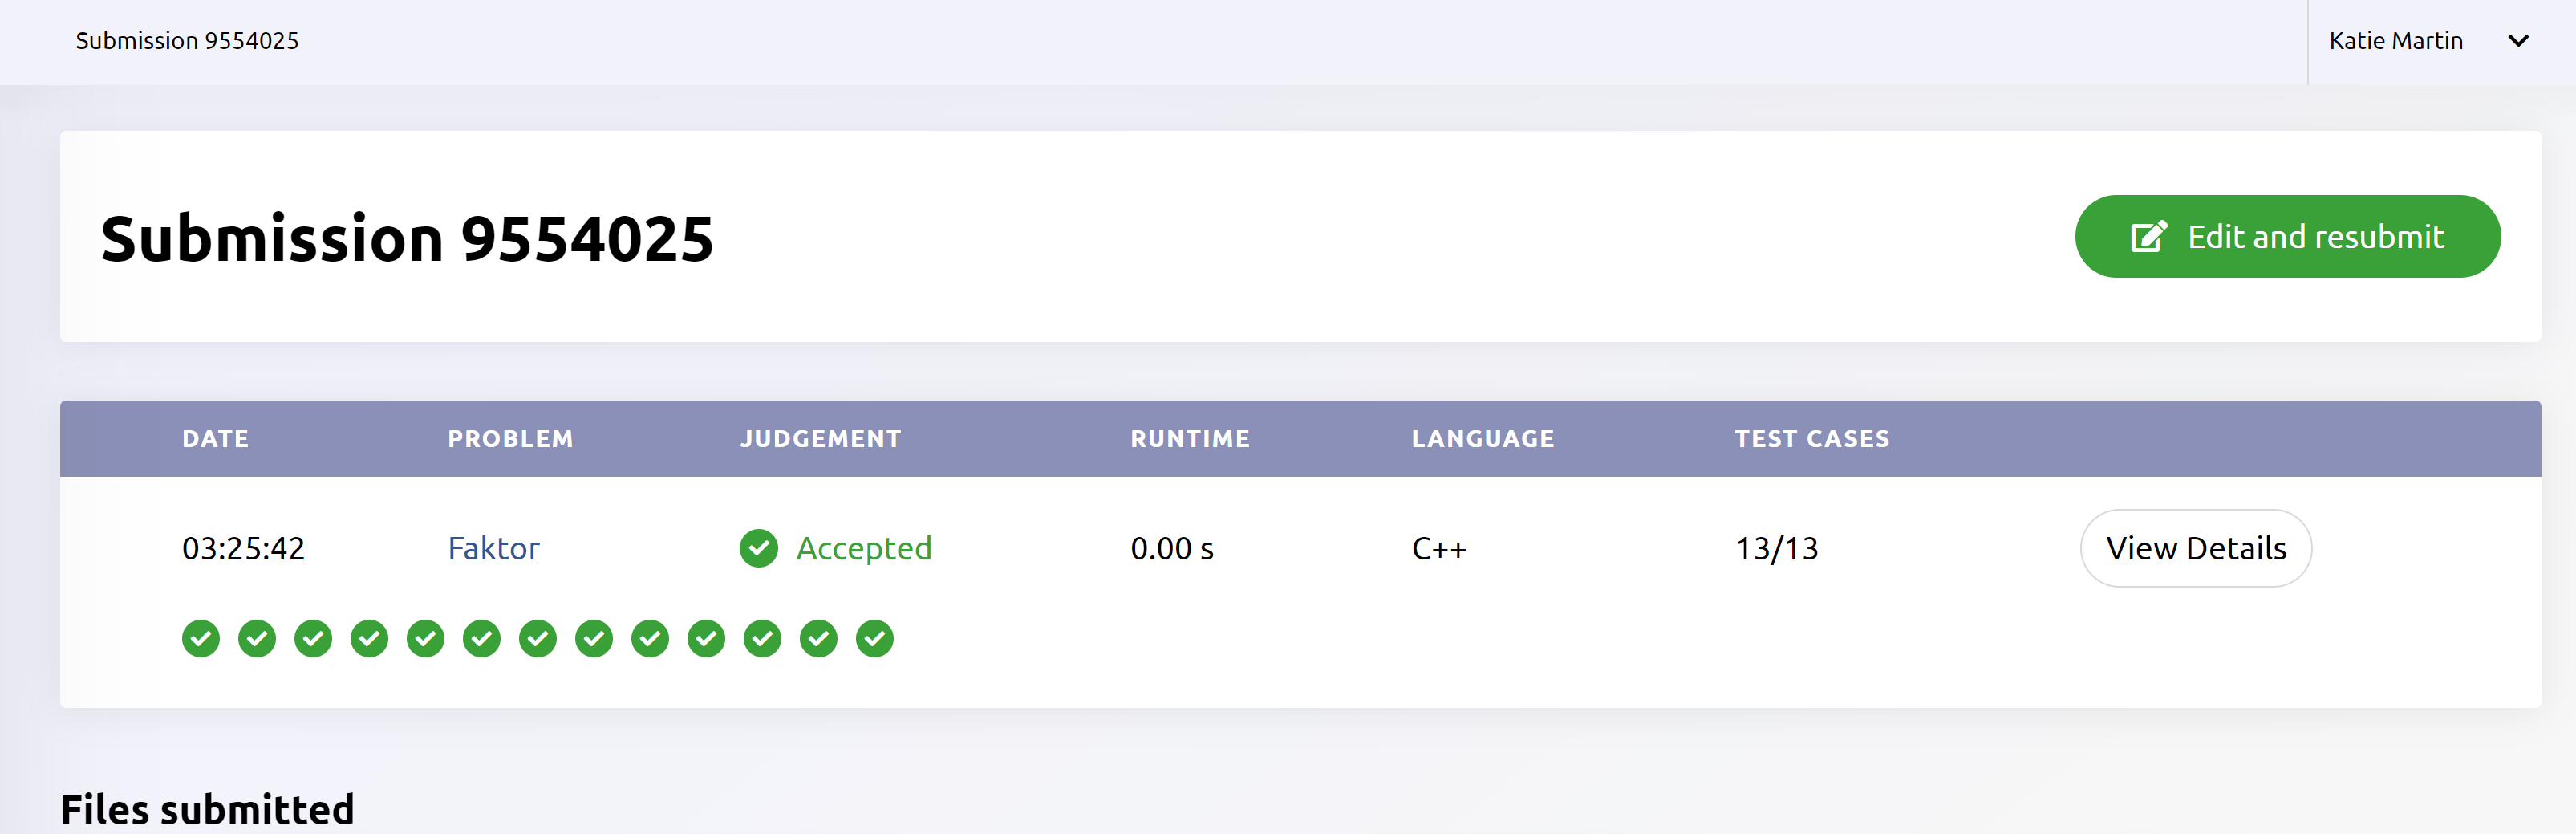 Submission 9554025
Katie Martin
Submission 9554025
Edit and resubmit
DATE PROBLEM JUDGEMENT RUNTIME LANGUAGE TEST CASES
03:25:42 Faktor Accepted 0.00 s C++ 13/13 View Details
Files submitted